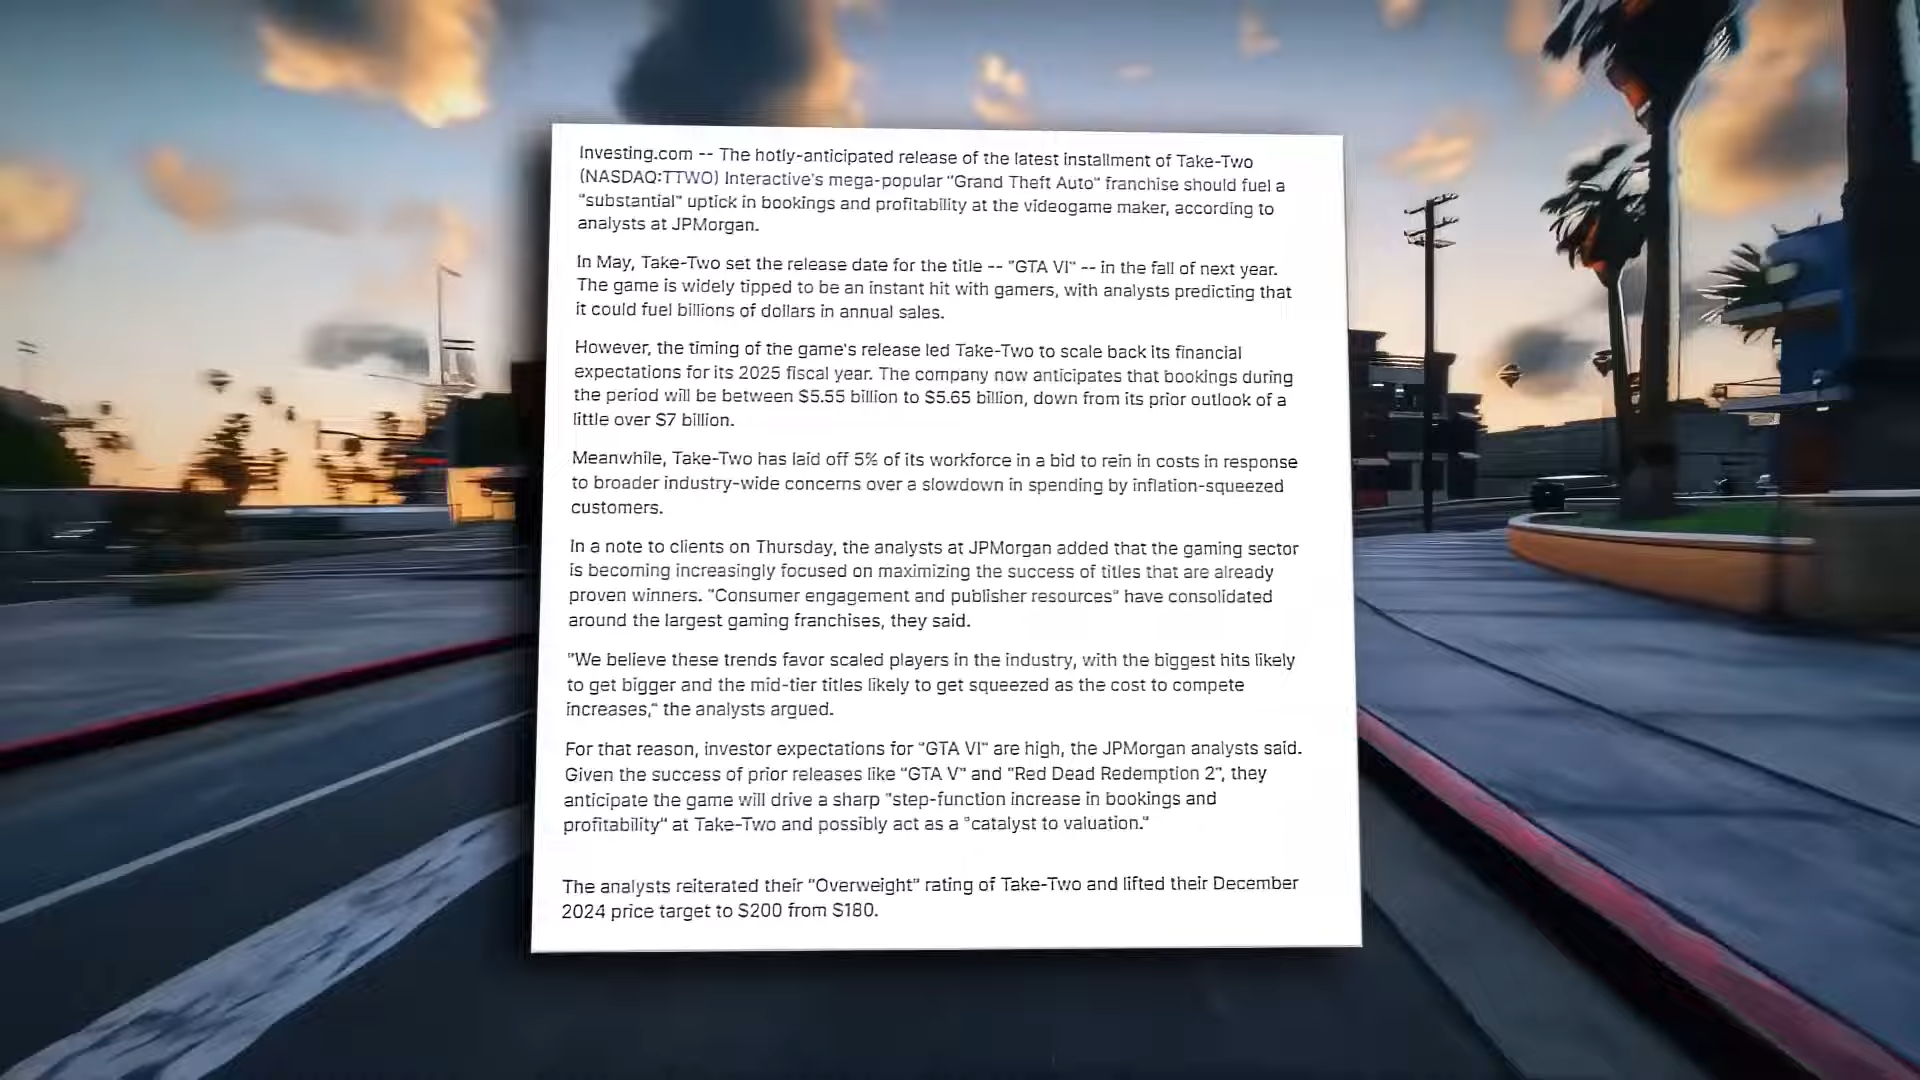 Investing.com -- The hotly-anticipated release of the latest installment of Take-Two
(NASDAQ:TTWO) Interactive's mega-popular "Grand Theft Auto" franchise should fuel a
"substantial" uptick in bookings and profitability at the videogame maker, according to
analysts at JPMorgan.
In May, Take-Two set the release date for the title -- "GTA VI" -- in the fall of next year.
The game is widely tipped to be an instant hit with gamers, with analysts predicting that
it could fuel billions of dollars in annual sales.
However, the timing of the game's release led Take-Two to scale back its financial
expectations for its 2025 fiscal year. The company now anticipates that bookings during
the period will be between $5.55 billion to $5.65 billion, down from its prior outlook of a
little over $7 billion.
Meanwhile, Take-Two has laid off 5% of its workforce in a bid to rein in costs in response
to broader industry-wide concerns over a slowdown in spending by inflation-squeezed
customers.
In a note to clients on Thursday, the analysts at JPMorgan added that the gaming sector
is becoming increasingly focused on maximizing the success of titles that are already
proven winners. "Consumer engagement and publisher resources" have consolidated
around the largest gaming franchises, they said.
"We believe these trends favor scaled players in the industry, with the biggest hits likely
to get bigger and the mid-tier titles likely to get squeezed as the cost to compete
increases," the analysts argued.
For that reason, investor expectations for "GTA VI" are high, the JPMorgan analysts said.
Given the success of prior releases like "GTA V" and "Red Dead Redemption 2", they
anticipate the game will drive a sharp "step-function increase in bookings and
profitability" at Take-Two and possibly act as a "catalyst to valuation."
The analysts reiterated their "Overweight" rating of Take-Two and lifted their December
2024 price target to $200 from $180.